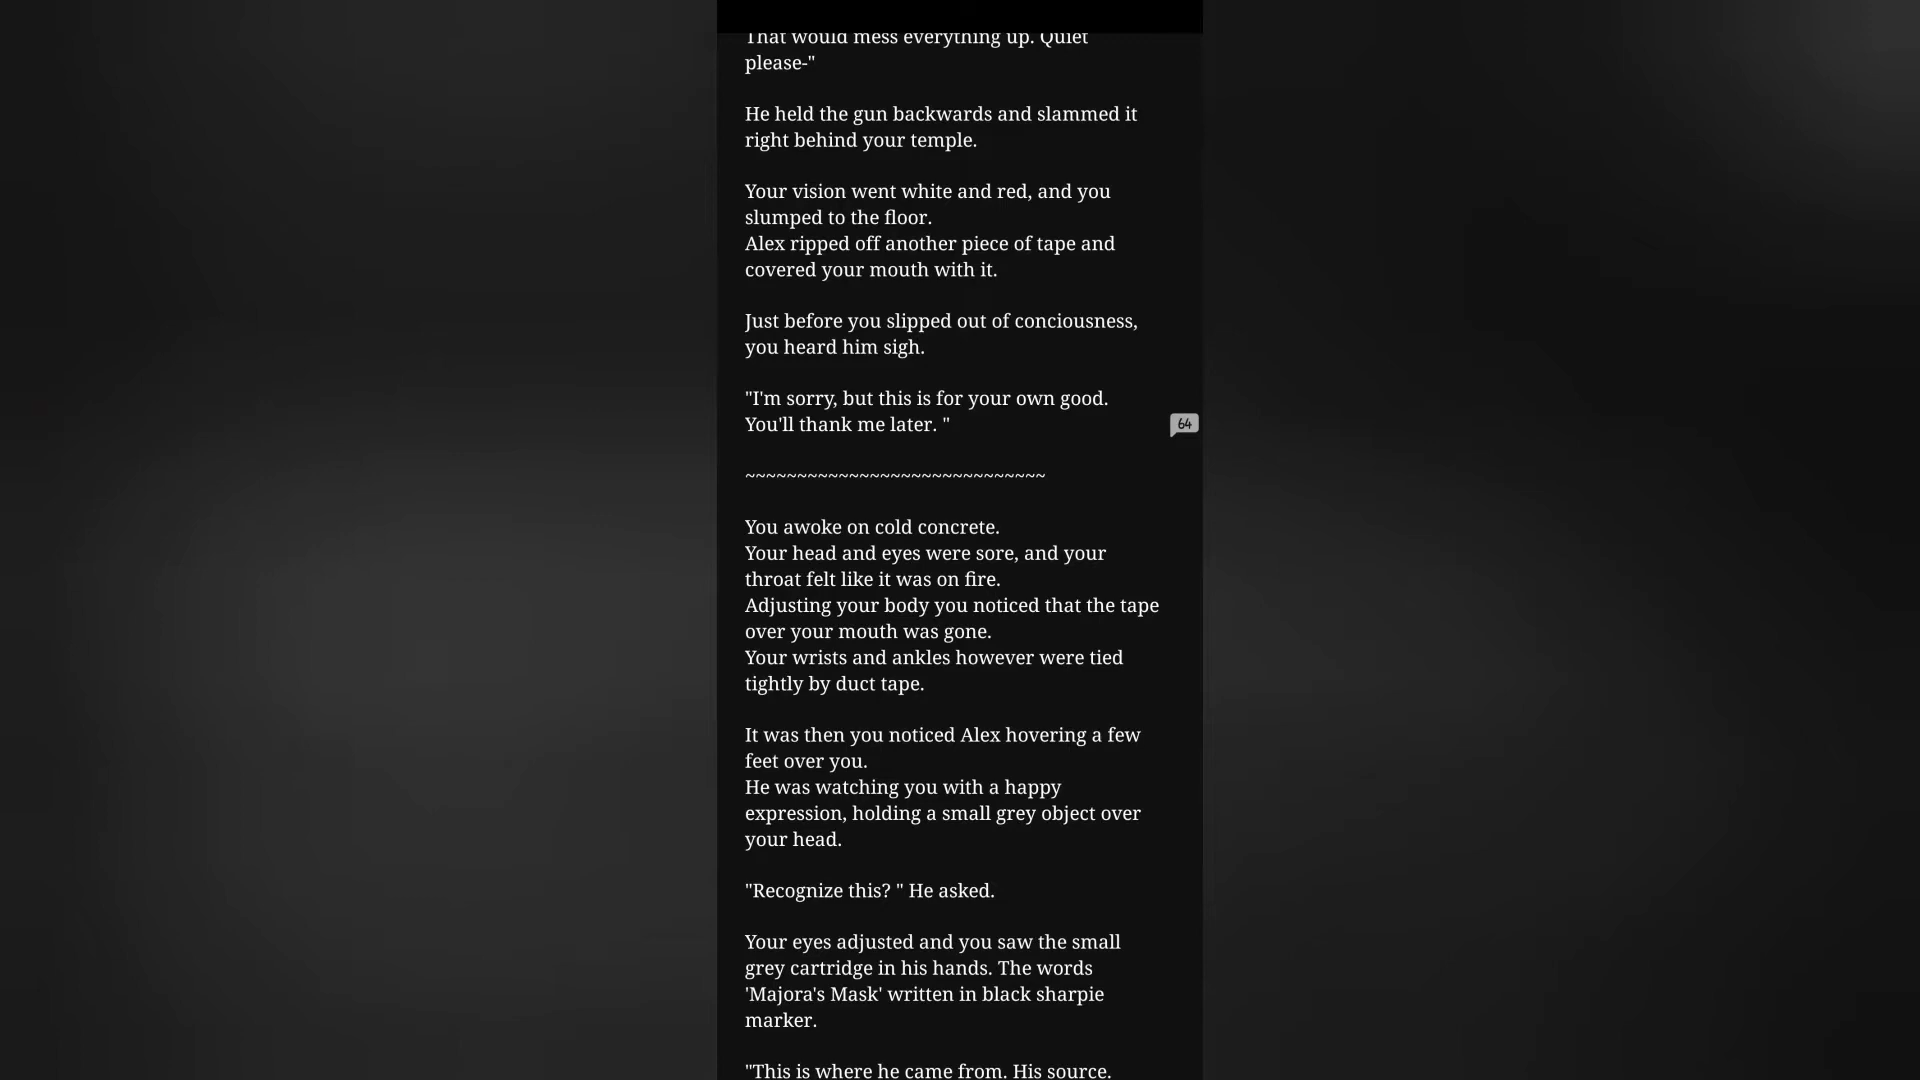 That would mess everything up. Quiet
please-"
He held the gun backwards and slammed it
right behind your temple.
Your vision went white and red, and you
slumped to the floor.
Alex ripped off another piece of tape and
covered your mouth with it.
Just before you slipped out of conciousness,
you heard him sigh.
"I'm sorry, but this is for your own good.
You'll thank me later. "
64
~~~~~~~~~~~~~~~~~~~~~~~~~~~~~
You awoke on cold concrete.
Your head and eyes were sore, and your
throat felt like it was on fire.
Adjusting your body you noticed that the tape
over your mouth was gone.
Your wrists and ankles however were tied
tightly by duct tape.
It was then you noticed Alex hovering a few
feet over you.
He was watching you with a happy
expression, holding a small grey object over
your head.
"Recognize this? " He asked.
Your eyes adjusted and you saw the small
grey cartridge in his hands. The words
'Majora's Mask' written in black sharpie
marker.
"This is where he came from. His source.